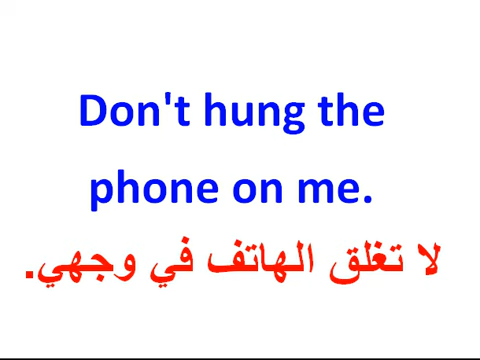 Don't hung the
phone on me.
لا تغلق الهاتف في وجهي.